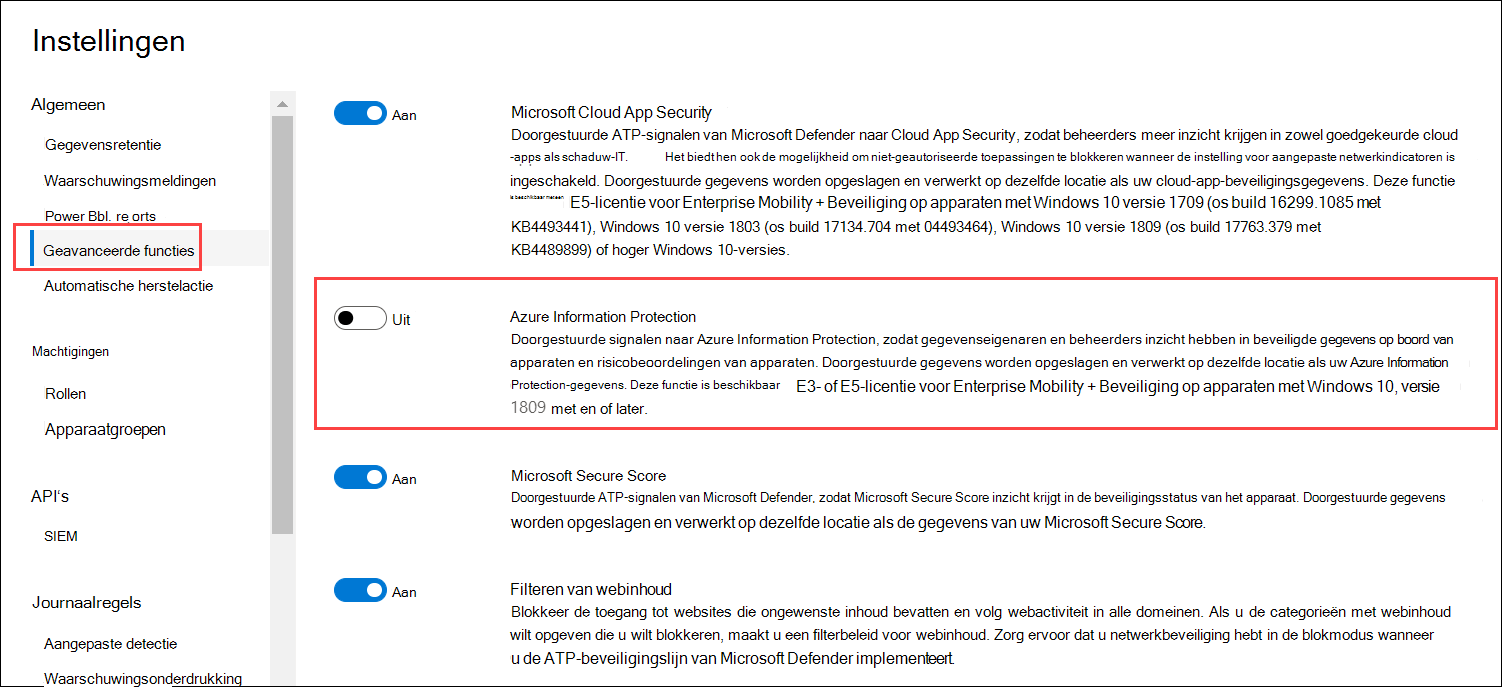 Instellingen
Algemeen
Gegevensretentie
Waarschuwingsmeldingen
Power Bbl. re orts
Geavanceerde functies
Automatische herstelactie
Machtigingen
Rollen
Apparaatgroepen
API's
SIEM
Journaalregels
Aangepaste detectie
Waarschuwingsonderdrukking
Aan
Microsoft Cloud App Security
Doorgestuurde ATP-signalen van Microsoft Defender naar Cloud App Security, zodat beheerders meer inzicht krijgen in zowel goedgekeurde cloud
-apps als schaduw-IT. Het biedt hen ook de mogelijkheid om niet-geautoriseerde toepassingen te blokkeren wanneer de instelling voor aangepaste netwerkindicatoren is
ingeschakeld. Doorgestuurde gegevens worden opgeslagen en verwerkt op dezelfde locatie als uw cloud-app-beveiligingsgegevens. Deze functie
is beschikbaar met een E5-licentie voor Enterprise Mobility + Beveiliging op apparaten met Windows 10 versie 1709 (os build 16299.1085 met
KB4493441), Windows 10 versie 1803 (os build 17134.704 met 04493464), Windows 10 versie 1809 (os build 17763.379 met
KB4489899) of hoger Windows 10-versies.
Uit
Azure Information Protection
Doorgestuurde signalen naar Azure Information Protection, zodat gegevenseigenaren en beheerders inzicht hebben in beveiligde gegevens op boord van
apparaten en risicobeoordelingen van apparaten. Doorgestuurde gegevens worden opgeslagen en verwerkt op dezelfde locatie als uw Azure Information
Protection-gegevens. Deze functie is beschikbaar E3- of E5-licentie voor Enterprise Mobility + Beveiliging op apparaten met Windows 10, versie
1809 met en of later.
Aan
Microsoft Secure Score
Doorgestuurde ATP-signalen van Microsoft Defender, zodat Microsoft Secure Score inzicht krijgt in de beveiligingsstatus van het apparaat. Doorgestuurde gegevens
worden opgeslagen en verwerkt op dezelfde locatie als de gegevens van uw Microsoft Secure Score.
Aan
Filteren van webinhoud
Blokkeer de toegang tot websites die ongewenste inhoud bevatten en volg webactiviteit in alle domeinen. Als u de categorieën met webinhoud
wilt opgeven die u wilt blokkeren, maakt u een filterbeleid voor webinhoud. Zorg ervoor dat u netwerkbeveiliging hebt in de blokmodus wanneer
u de ATP-beveiligingslijn van Microsoft Defender implementeert.